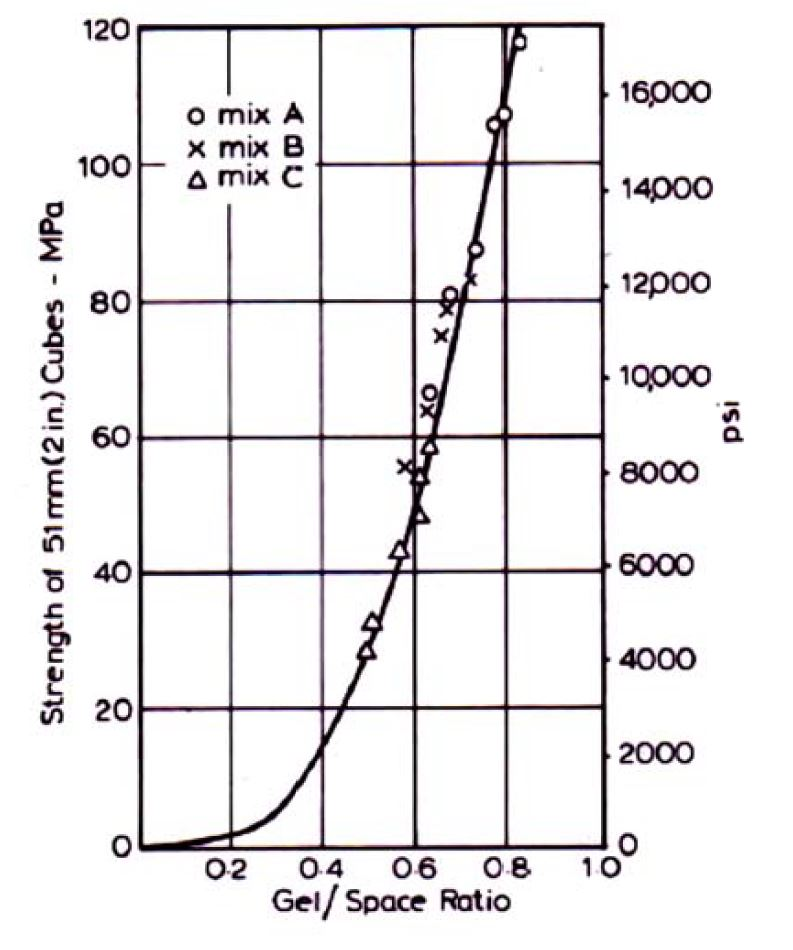 120
100
80
60
40
20
0
Strength of 51mm (2 in.) Cubes - MPa
o mix A
x mix B
△ mix C
16,000
14,000
12,000
10,000
8000
6000
4000
2000
0
psi
0·2 0·4 0·6 0·8 1·0
Gel/Space Ratio